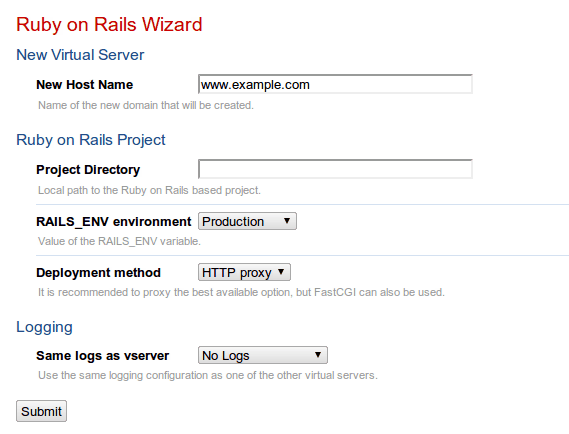 Ruby on Rails Wizard
New Virtual Server
New Host Name www.example.com
Name of the new domain that will be created.
Ruby on Rails Project
Project Directory
Local path to the Ruby on Rails based project.
RAILS_ENV environment Production
Value of the RAILS_ENV variable.
Deployment method HTTP proxy
It is recommended to proxy the best available option, but FastCGI can also be used.
Logging
Same logs as vserver No Logs
Use the same logging configuration as one of the other virtual servers.
Submit